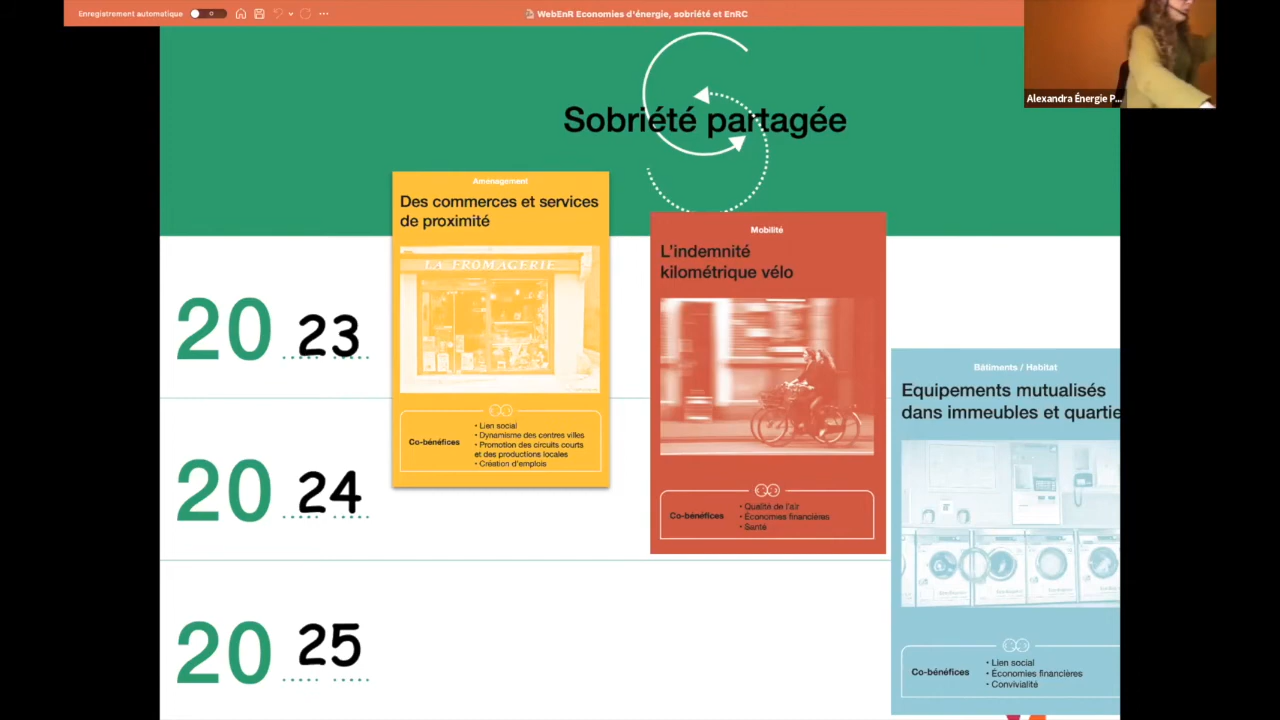 Enregistrement automatique
WebEnR Economies d'énergie, sobriété et EnRC
Alexandra Énergie P...
Sobriété partagée
Aménagement
Des commerces et services
de proximité
LA FROMAGERIE
Co-bénéfices
• Lien social
• Dynamisme des centres villes
• Promotion des circuits courts
et des productions locales
• Création d'emplois
Mobilité
L'indemnité
kilométrique vélo
Co-bénéfices
• Qualité de l'air
• Économies financières
• Santé
Bâtiments / Habitat
Equipements mutualisés
dans immeubles et quartie
Co-bénéfices
• Lien social
• Économies financières
• Convivialité
20 23
20 24
20 25